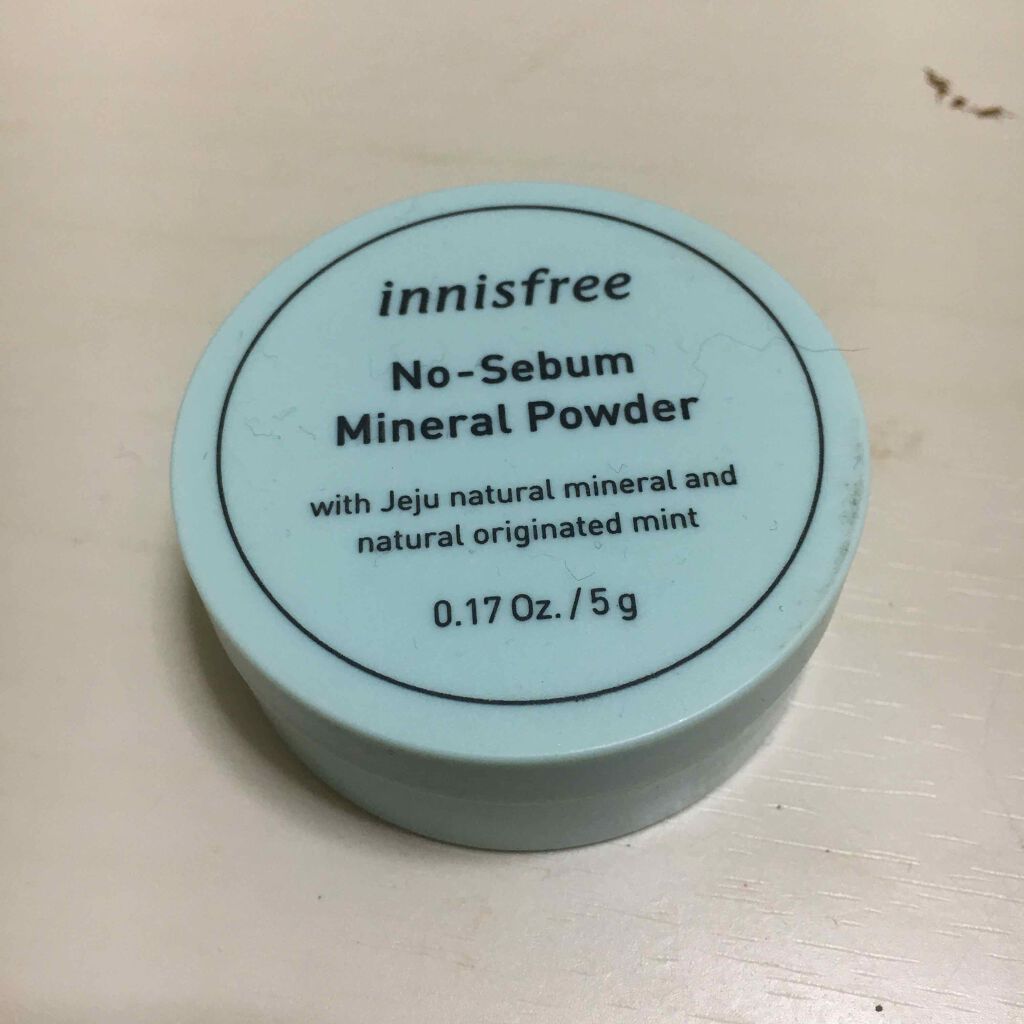 innisfree
No-Sebum
Mineral Powder
with Jeju natural mineral and
natural originated mint
0.17 Oz. / 5 g